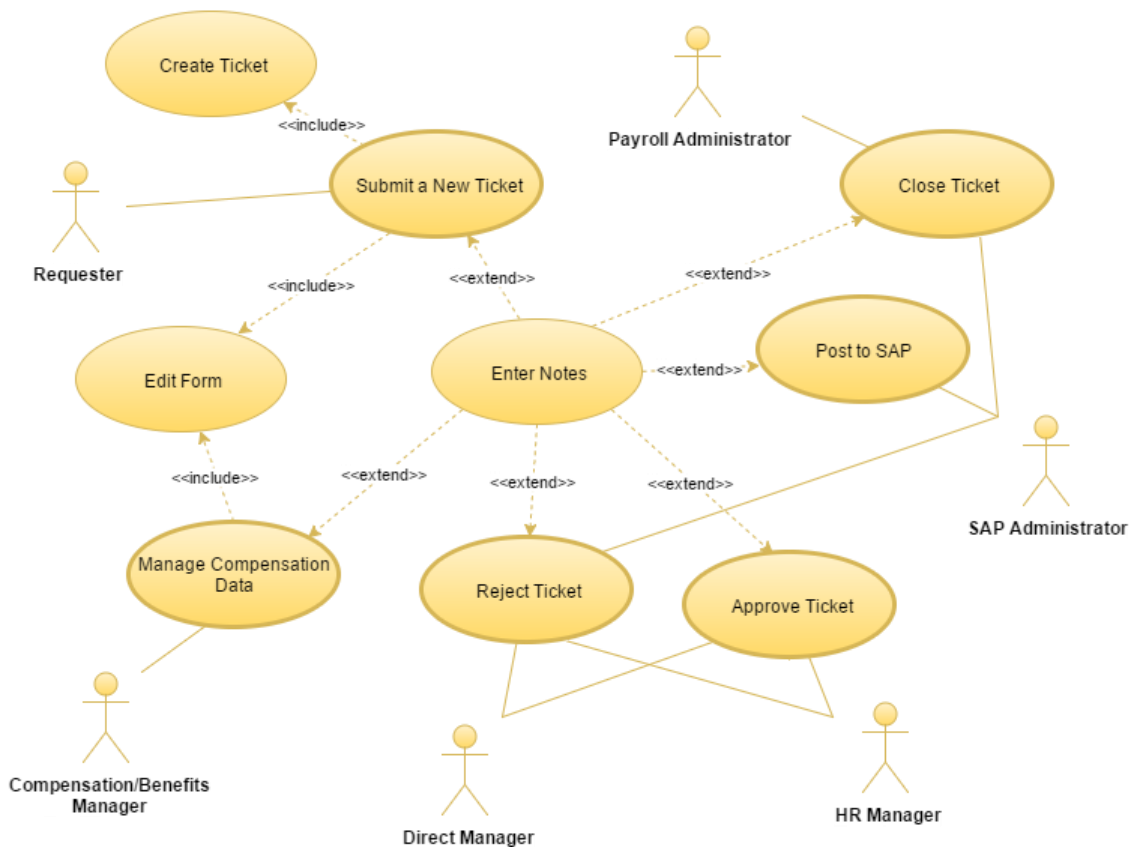 Create Ticket
Payroll Administrator
<<include>>
Submit a New Ticket
Close Ticket
Requester
<<extend>>
<<extend>>
<<include>>
Post to SAP
Edit Form
Enter Notes
<<extend>>
<<include>>
<<extend>>
<<extend>>
<<extend>>
SAP Administrator
Manage Compensation
Data
Reject Ticket
Approve Ticket
Compensation/Benefits
Manager
Direct Manager
HR Manager